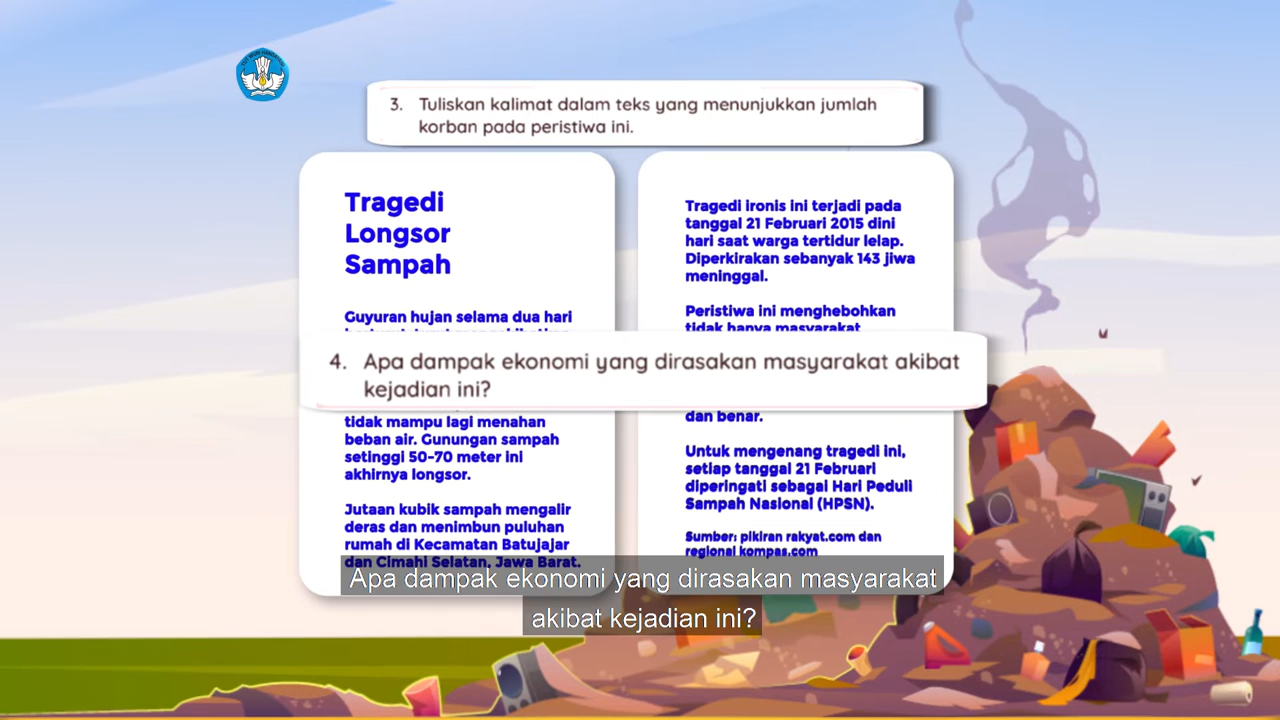 3. Tuliskan kalimat dalam teks yang menunjukkan jumlah
korban pada peristiwa ini.
Tragedi
Longsor
Sampah
Guyuran hujan selama dua hari
4. Apa dampak ekonomi yang dirasakan masyarakat akibat
kejadian ini?
tidak mampu lagi menahan
beban air. Gunungan sampah
setinggi 50-70 meter ini
akhirnya longsor.
Jutaan kubik sampah mengalir
deras dan menimbun puluhan
rumah di Kecamatan Batujajar
dan Cimahi Selatan, Jawa Barat.
Tragedi ironis ini terjadi pada
tanggal 21 Februari 2015 dini
hari saat warga tertidur lelap.
Diperkirakan sebanyak 143 jiwa
meninggal.
Peristiwa ini menghebohkan
tidak hanya masyarakat
dan benar.
Untuk mengenang tragedi ini,
setiap tanggal 21 Februari
diperingati sebagai Hari Peduli
Sampah Nasional (HPSN).
Sumber: pikiran rakyat.com dan
regional kompas.com
Apa dampak ekonomi yang dirasakan masyarakat
akibat kejadian ini?